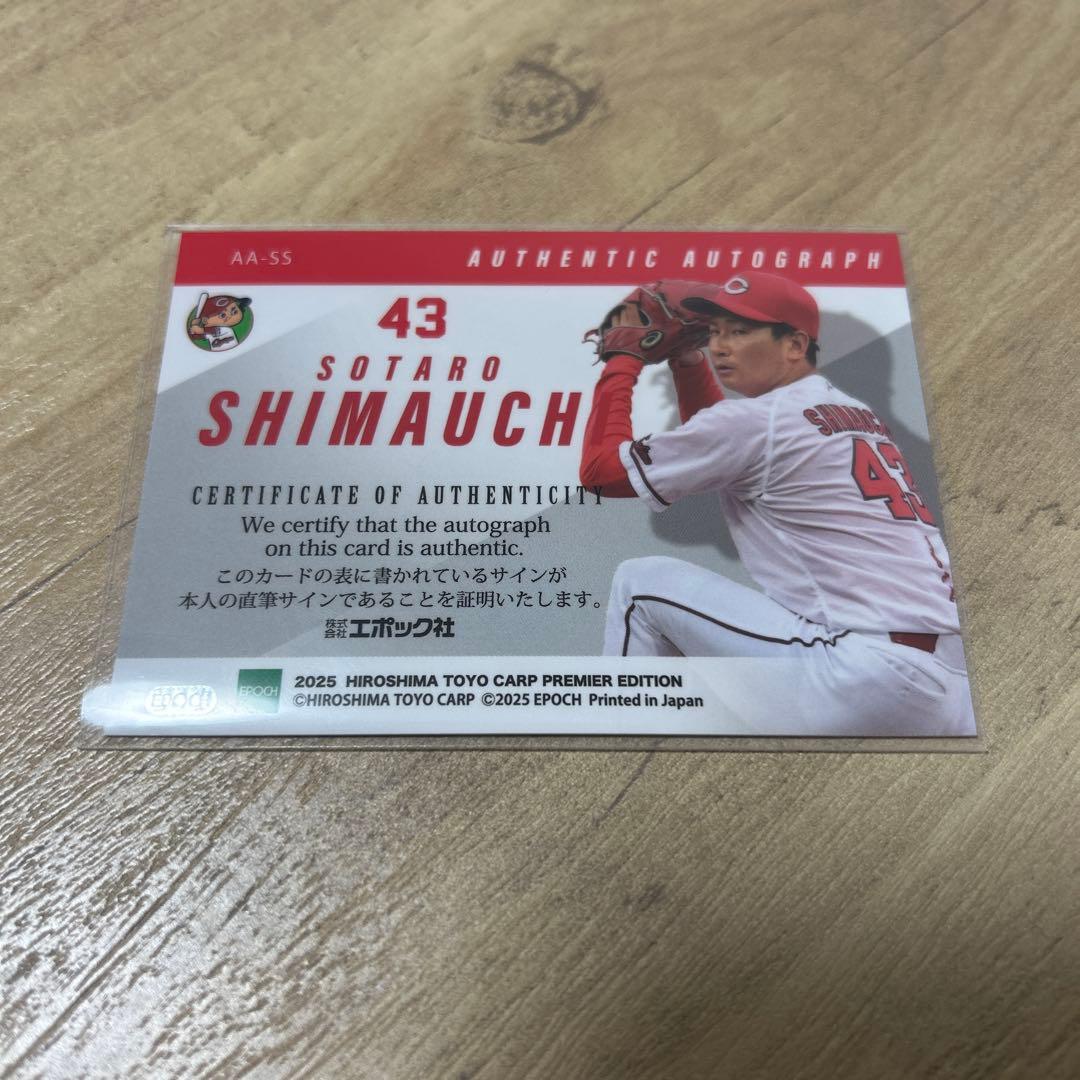 AA-SS
AUTHENTIC AUTOGRAPH
43
SOTARO
SHIMAUCHI
CERTIFICATE OF AUTHENTICITY
We certify that the autograph
on this card is authentic.
このカードの表に書かれているサインが
本人の直筆サインであることを証明いたします。
株式会社エポック社
EPOCH
EPOCH
2025 HIROSHIMA TOYO CARP PREMIER EDITION
©HIROSHIMA TOYO CARP ©2025 EPOCH Printed in Japan
C
43